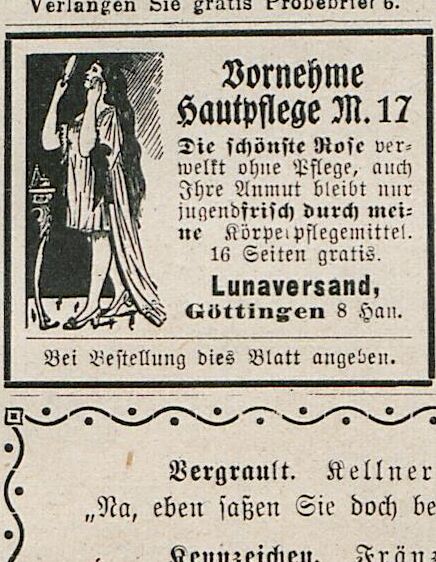 Verlangen Sie gratis Probebrief 6.
Vornehme
Hautpflege M. 17
Die schönste Rose ver-
welkt ohne Pflege, auch
Ihre Anmut bleibt nur
jugendfrisch durch mei-
ne Körperpflegemittel.
16 Seiten gratis.
Lunaversand,
Göttingen 8 Han.
Bei Bestellung dies Blatt angeben.
Vergrault. Kellner
„Na, eben saßen Sie doch be
Kennzeichen. Frän